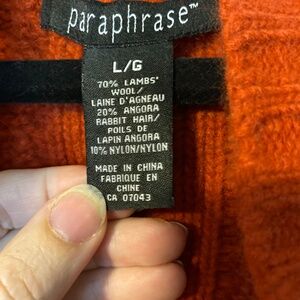 paraphrase™
L/G
70% LAMBS'
WOOL/
LAINE D'AGNEAU
20% ANGORA
RABBIT HAIR/
POILS DE
LAPIN ANGORA
10% NYLON/NYLON
MADE IN CHINA
FABRIQUE EN
CHINE
CA 07043